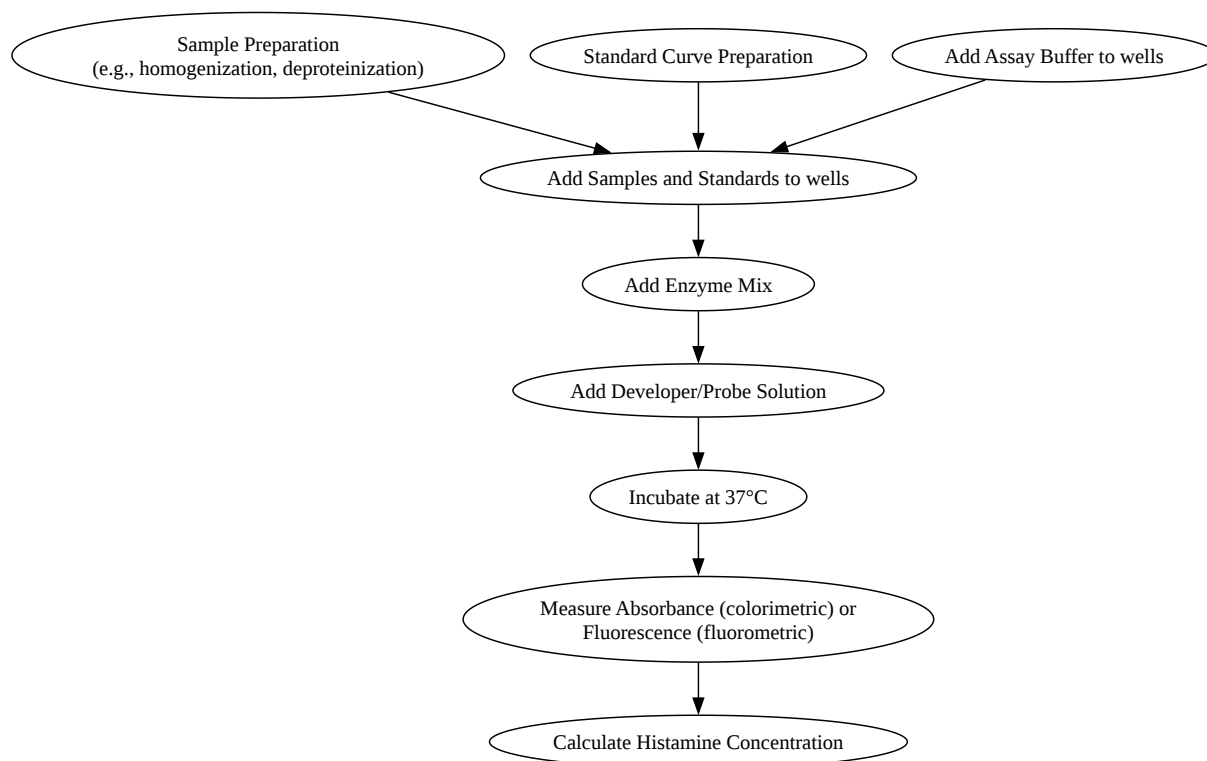 Sample Preparation
(e.g., homogenization, deproteinization)
Standard Curve Preparation
Add Assay Buffer to wells
Add Samples and Standards to wells
Add Enzyme Mix
Add Developer/Probe Solution
Incubate at 37°C
Measure Absorbance (colorimetric) or
Fluorescence (fluorometric)
Calculate Histamine Concentration